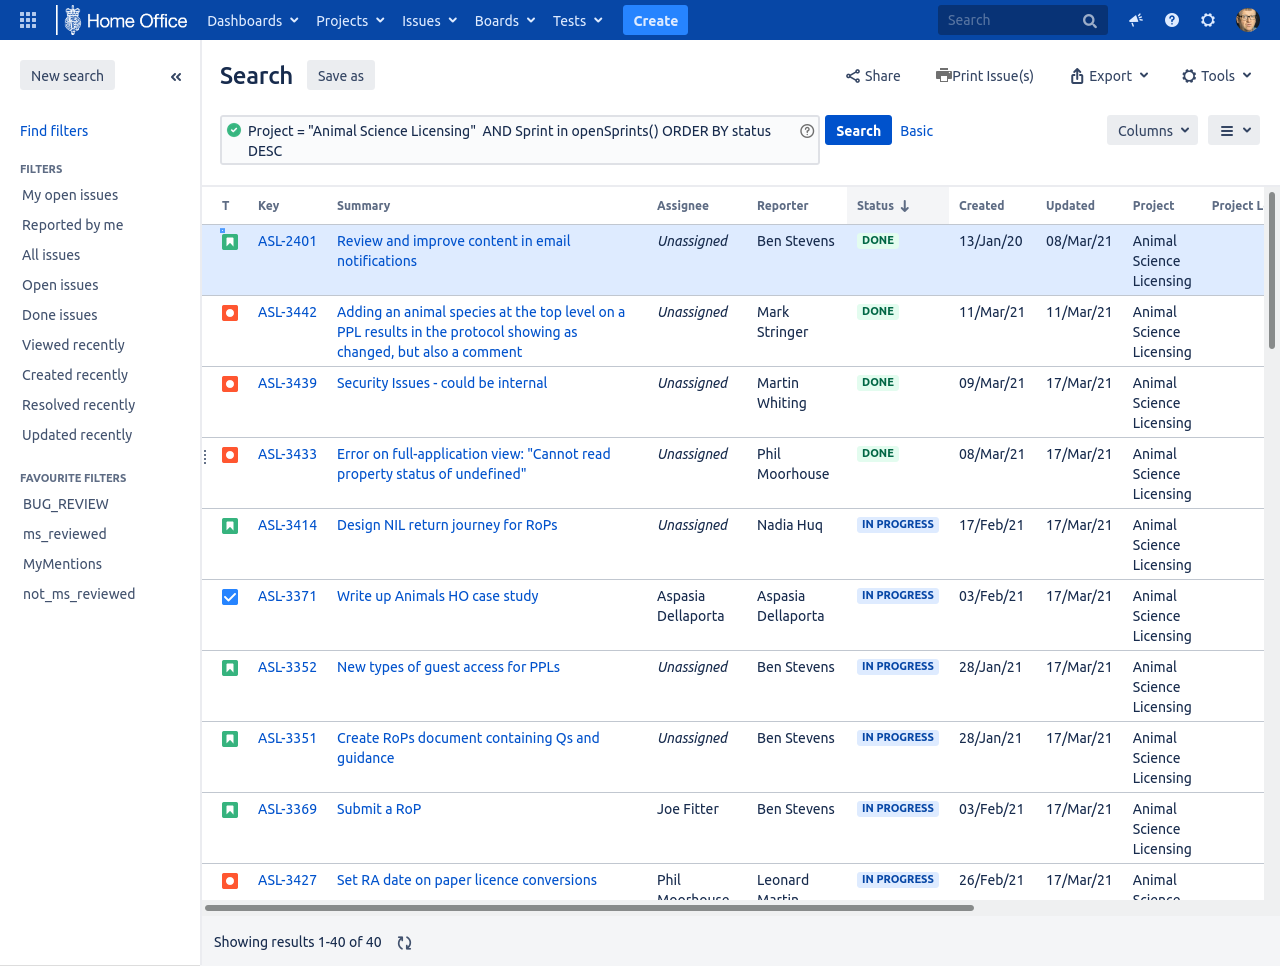 Home Office Dashboards Projects Issues Boards Tests Create Search
New search
Find filters
FILTERS
My open issues
Reported by me
All issues
Open issues
Done issues
Viewed recently
Created recently
Resolved recently
Updated recently
FAVOURITE FILTERS
BUG_REVIEW
ms_reviewed
MyMentions
not_ms_reviewed
Search Save as Share Print Issue(s) Export Tools
Project = "Animal Science Licensing"  AND Sprint in openSprints() ORDER BY status
DESC
Search Basic Columns
T Key Summary Assignee Reporter Status Created Updated Project Project L
ASL-2401 Review and improve content in email Unassigned Ben Stevens DONE 13/Jan/20 08/Mar/21 Animal
notifications Science
Licensing
ASL-3442 Adding an animal species at the top level on a Unassigned Mark DONE 11/Mar/21 11/Mar/21 Animal
PPL results in the protocol showing as Stringer Science
changed, but also a comment Licensing
ASL-3439 Security Issues - could be internal Unassigned Martin DONE 09/Mar/21 17/Mar/21 Animal
Whiting Science
Licensing
ASL-3433 Error on full-application view: "Cannot read Unassigned Phil DONE 08/Mar/21 17/Mar/21 Animal
property status of undefined" Moorhouse Science
Licensing
ASL-3414 Design NIL return journey for RoPs Unassigned Nadia Huq IN PROGRESS 17/Feb/21 17/Mar/21 Animal
Science
Licensing
ASL-3371 Write up Animals HO case study Aspasia Aspasia IN PROGRESS 03/Feb/21 17/Mar/21 Animal
Dellaporta Dellaporta Science
Licensing
ASL-3352 New types of guest access for PPLs Unassigned Ben Stevens IN PROGRESS 28/Jan/21 17/Mar/21 Animal
Science
Licensing
ASL-3351 Create RoPs document containing Qs and Unassigned Ben Stevens IN PROGRESS 28/Jan/21 17/Mar/21 Animal
guidance Science
Licensing
ASL-3369 Submit a RoP Joe Fitter Ben Stevens IN PROGRESS 03/Feb/21 17/Mar/21 Animal
Science
Licensing
ASL-3427 Set RA date on paper licence conversions Phil Leonard IN PROGRESS 26/Feb/21 17/Mar/21 Animal
Moorhouse Martin Science
Showing results 1-40 of 40